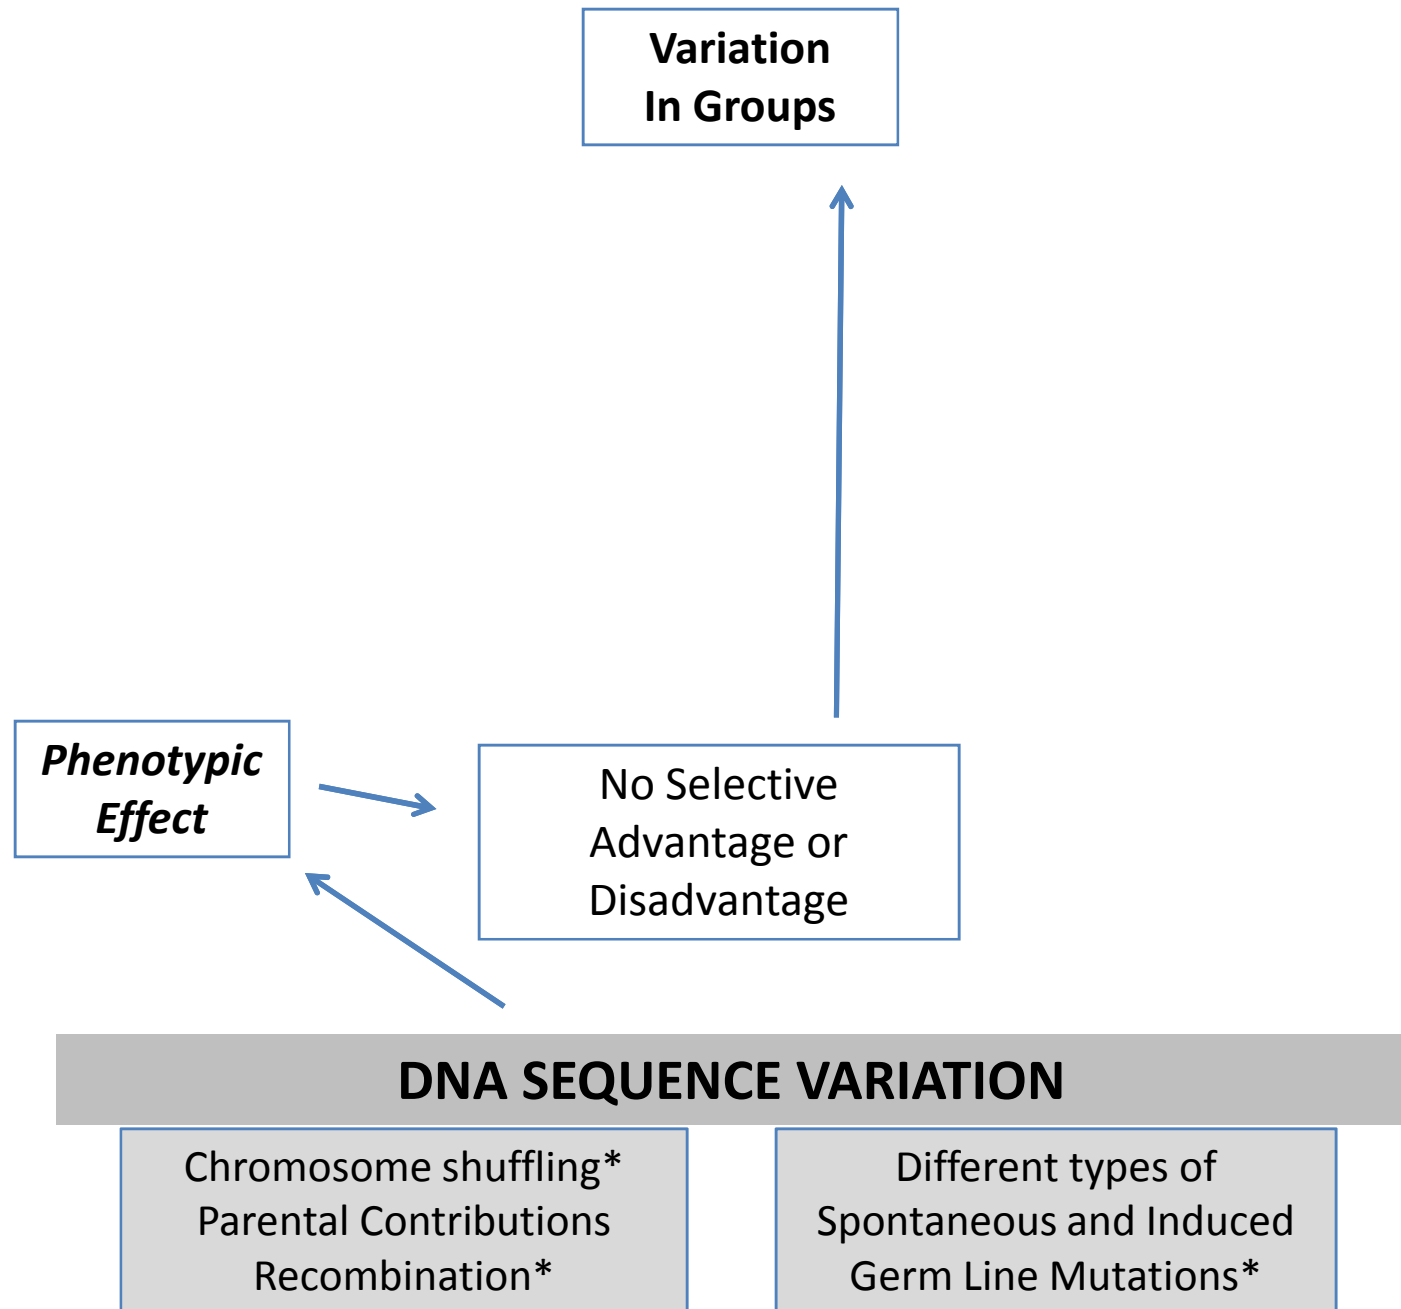 Variation
In Groups
Phenotypic
Effect
No Selective
Advantage or
Disadvantage
DNA SEQUENCE VARIATION
Chromosome shuffling*
Parental Contributions
Recombination*
Different types of
Spontaneous and Induced
Germ Line Mutations*